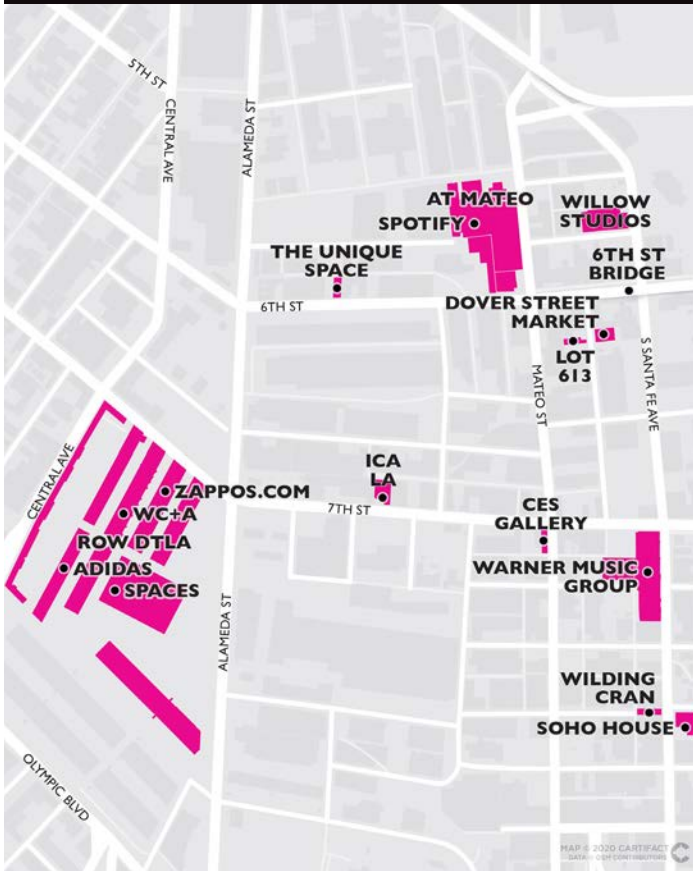 5TH ST
CENTRAL AVE
ALAMEDA ST
AT MATEO
SPOTIFY
WILLOW
STUDIOS
THE UNIQUE
SPACE
6TH ST
BRIDGE
6TH ST
DOVER STREET
MARKET
LOT
613
S SANTA FE AVE
MATEO ST
CENTRAL AVE
ICA
LA
ZAPPOS.COM
7TH ST
WC+A
CES
GALLERY
ROW DTLA
ADIDAS
WARNER MUSIC
GROUP
SPACES
ALAMEDA ST
WILDING
CRAN
SOHO HOUSE
OLYMPIC BLVD
MAP © 2020 CARTIFACT
DATA © OSM CONTRIBUTORS